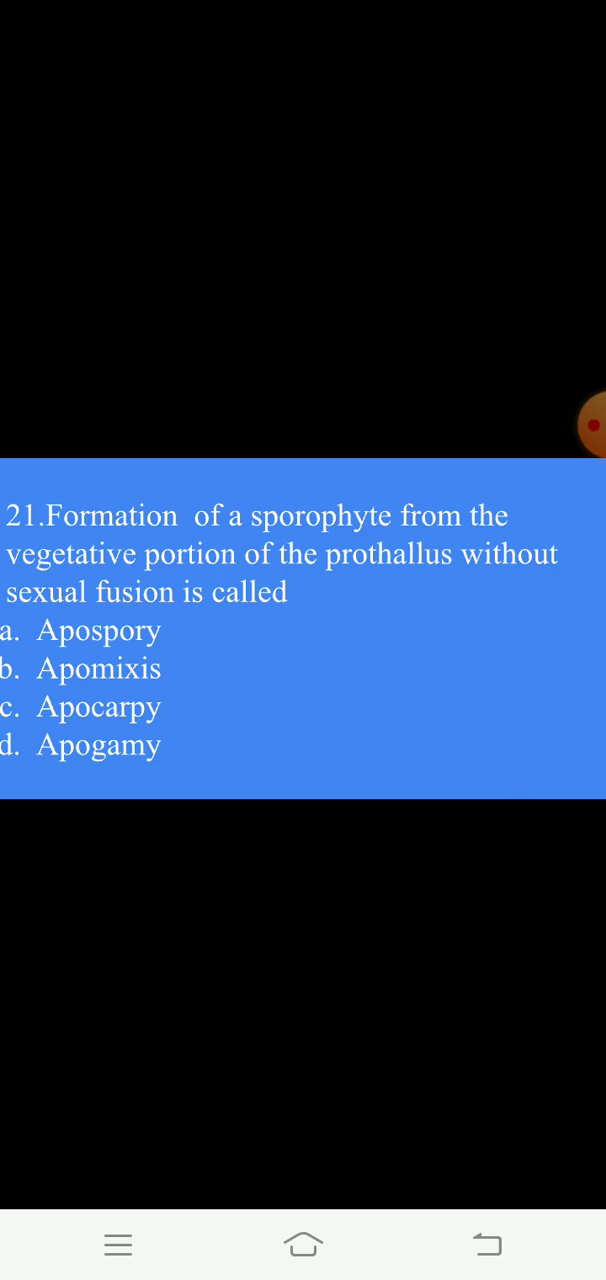 21.Formation  of a sporophyte from the
vegetative portion of the prothallus without
sexual fusion is called
a. Apospory
b. Apomixis
c. Apocarpy
d. Apogamy